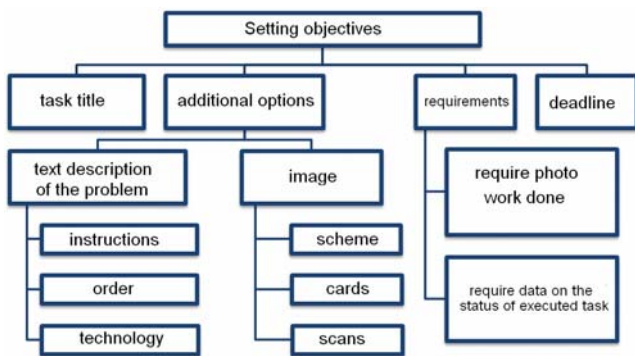 Setting objectives
task title
additional options
requirements
deadline
text description
of the problem
image
require photo
work done
instructions
scheme
order
cards
require data on the
status of executed task
technology
scans